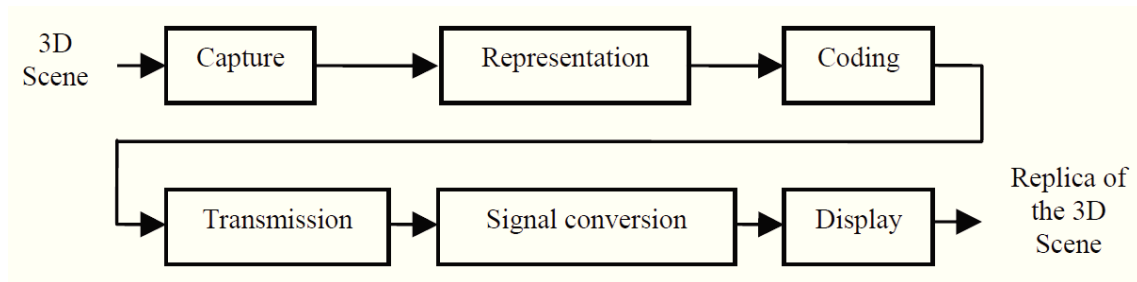 3D
Scene
Capture
Representation
Coding
Transmission
Signal conversion
Display
Replica of
the 3D
Scene